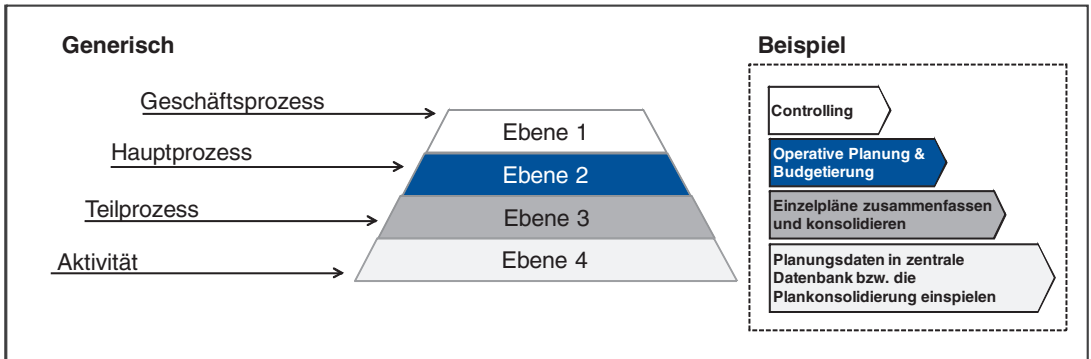 Generisch
Geschäftsprozess
Hauptprozess
Teilprozess
Aktivität
Ebene 1
Ebene 2
Ebene 3
Ebene 4
Beispiel
Controlling
Operative Planung &
Budgetierung
Einzelpläne zusammenfassen
und konsolidieren
Planungsdaten in zentrale
Datenbank bzw. die
Plankonsolidierung einspielen